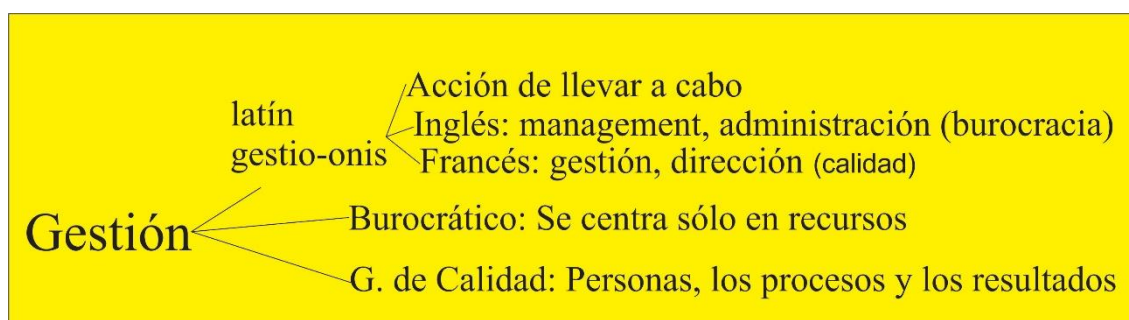 Acción de llevar a cabo
latín
Inglés: management, administración (burocracia)
gestio-onis
Francés: gestión, dirección (calidad)
Gestión
Burocrático: Se centra sólo en recursos
G. de Calidad: Personas, los procesos y los resultados